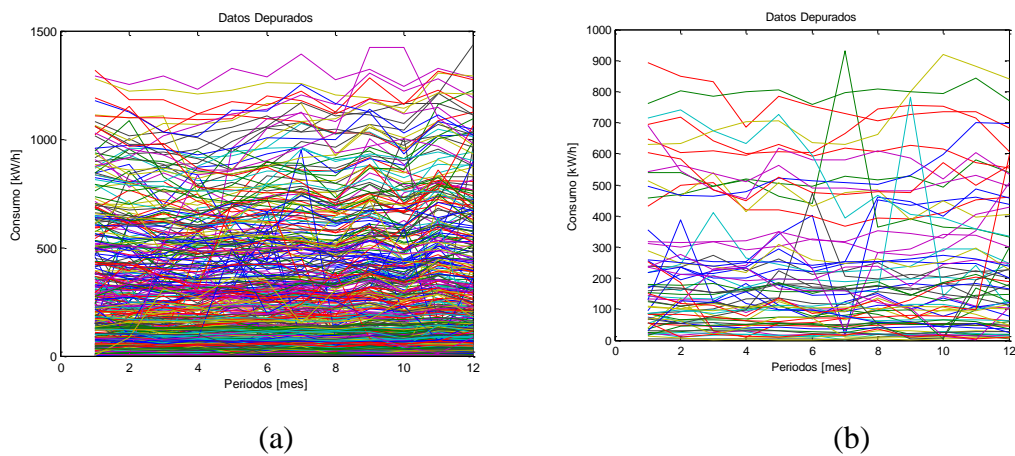 Datos Depurados
1500
1000
500
0
Consumo [kW/h]
0 2 4 6 8 10 12
Periodos [mes]
(a)
Datos Depurados
1000
900
800
700
600
500
400
300
200
100
0
Consumo [kW/h]
0 2 4 6 8 10 12
Periodos [mes]
(b)